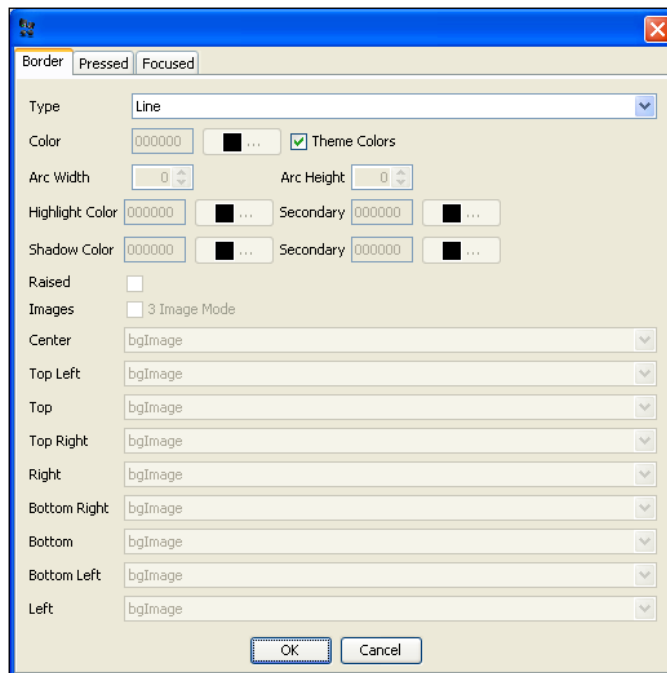 Border Pressed Focused
Type Line
Color 000000 ... Theme Colors
Arc Width 0 Arc Height 0
Highlight Color 000000 ... Secondary 000000 ...
Shadow Color 000000 ... Secondary 000000 ...
Raised
Images 3 Image Mode
Center bgImage
Top Left bgImage
Top bgImage
Top Right bgImage
Right bgImage
Bottom Right bgImage
Bottom bgImage
Bottom Left bgImage
Left bgImage
OK Cancel